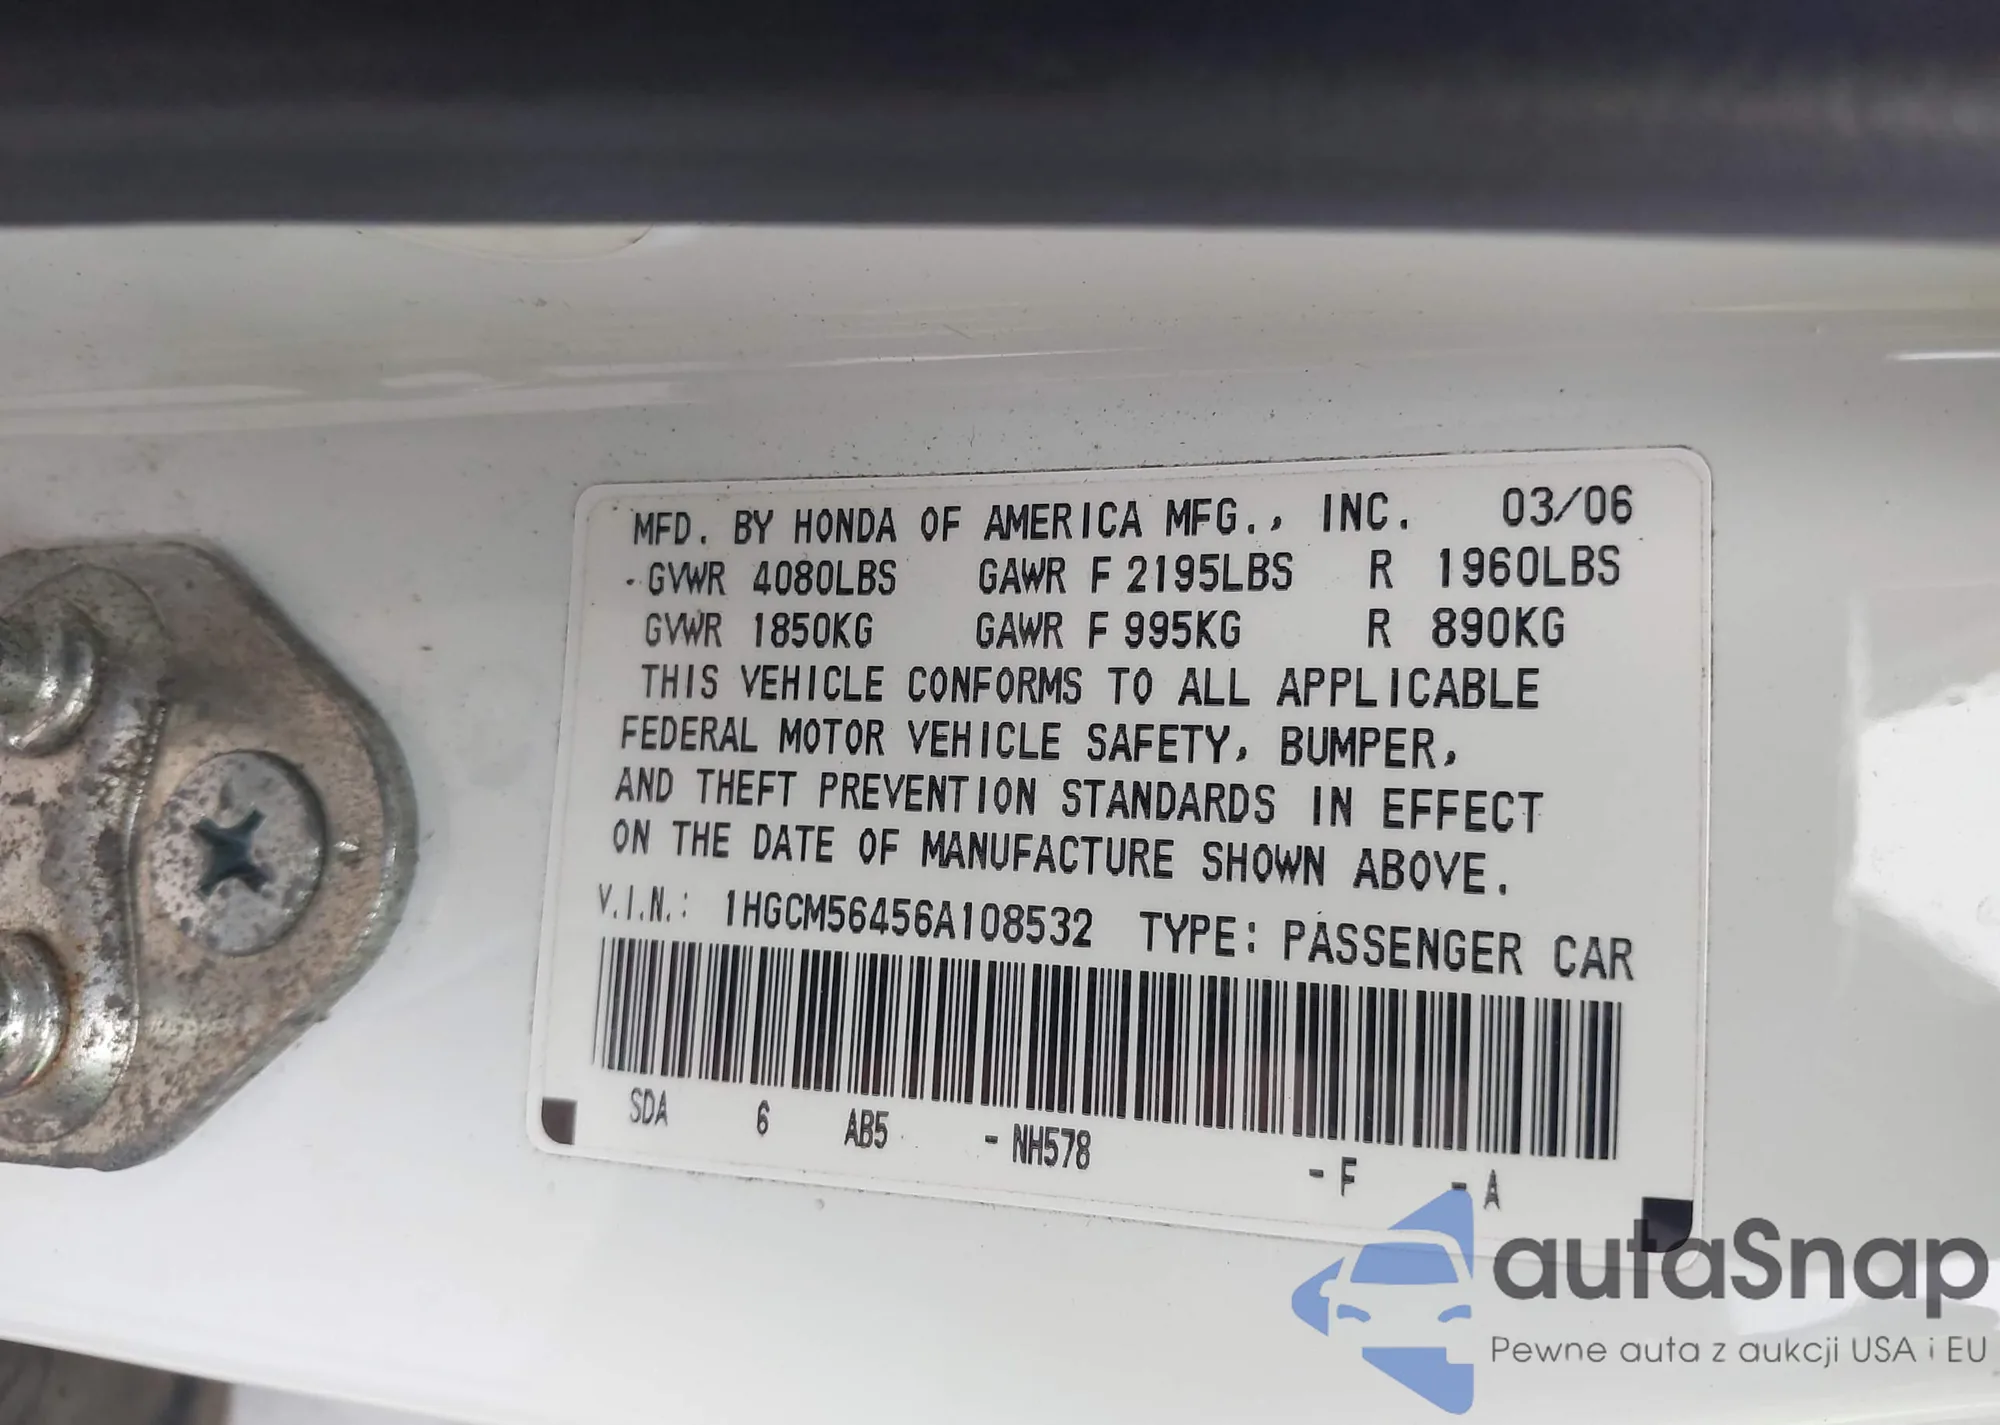 MFD. BY HONDA OF AMERICA MFG., INC. 03/06
GVWR 4080LBS GAWR F 2195LBS R 1960LBS
GVWR 1850KG GAWR F 995KG R 890KG
THIS VEHICLE CONFORMS TO ALL APPLICABLE
FEDERAL MOTOR VEHICLE SAFETY, BUMPER,
AND THEFT PREVENTION STANDARDS IN EFFECT
ON THE DATE OF MANUFACTURE SHOWN ABOVE.
V.I.N.: 1HGCM56456A108532 TYPE: PASSENGER CAR
SDA 6 AB5 - NH578 - F - A
autaSnap
Pewne auta z aukcji USA i EU